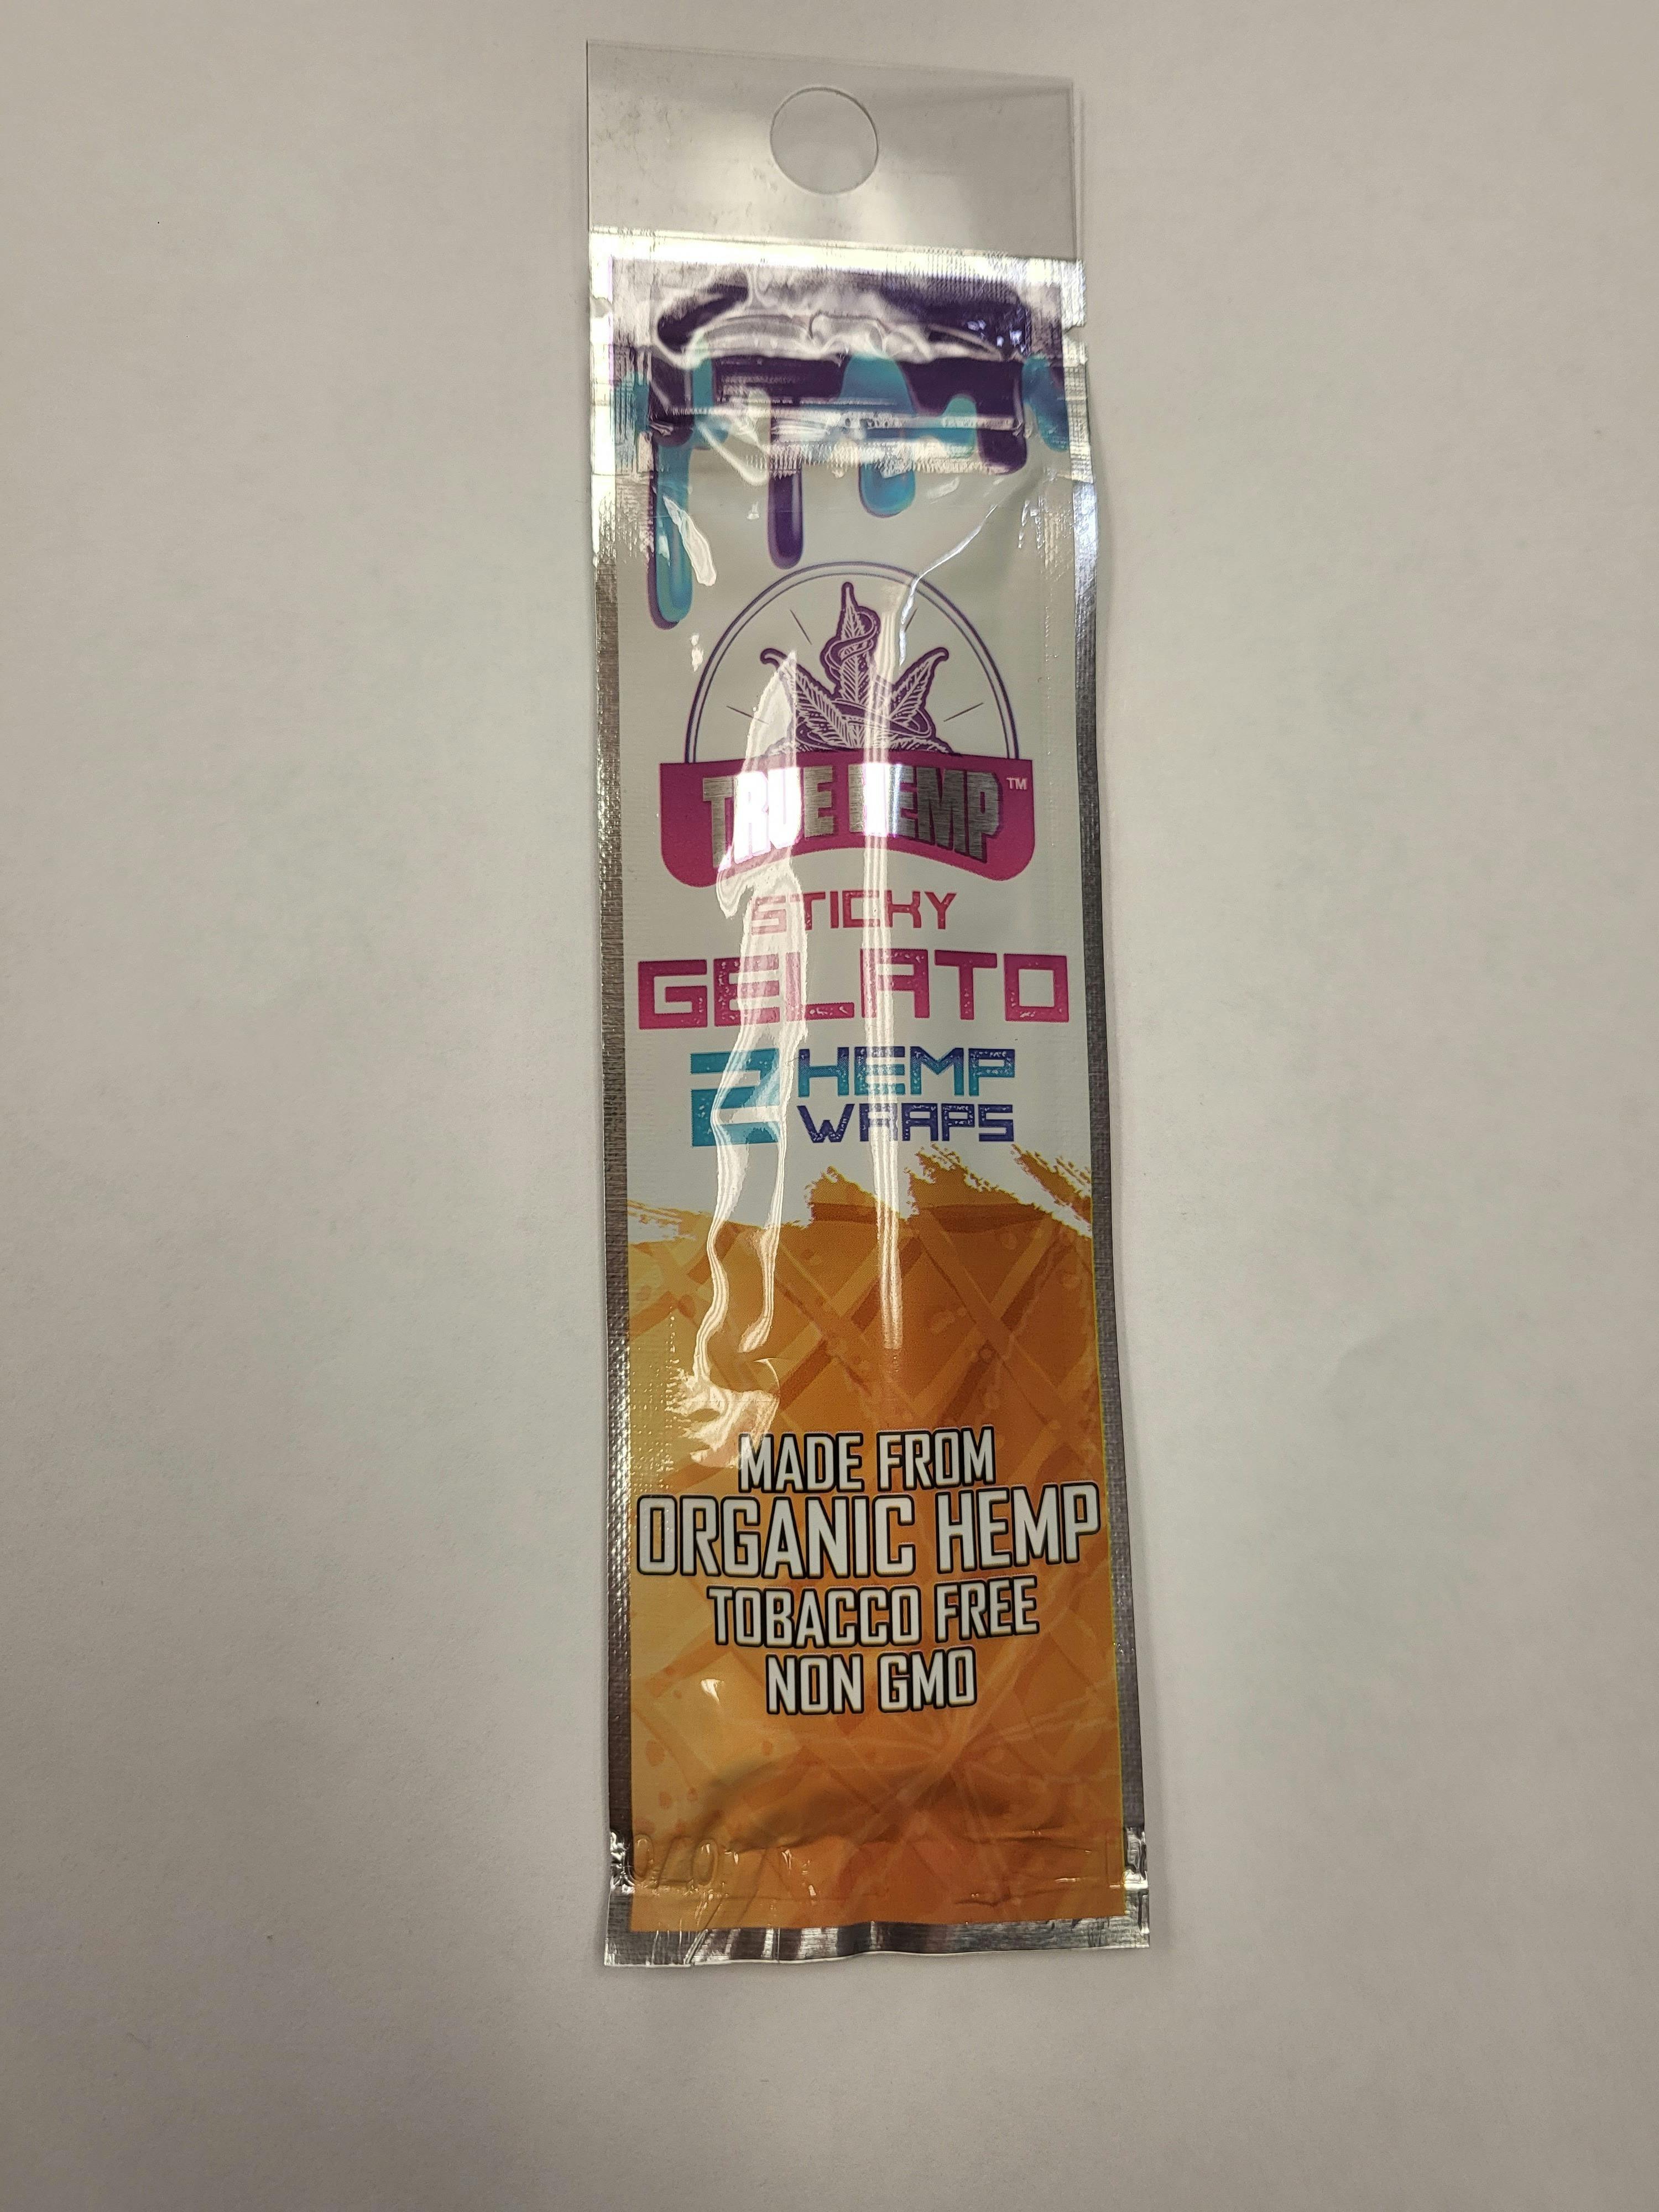 TRUE HEMP™
STICKY
GELATO
2 HEMP
WRAPS
MADE FROM
ORGANIC HEMP
TOBACCO FREE
NON GMO